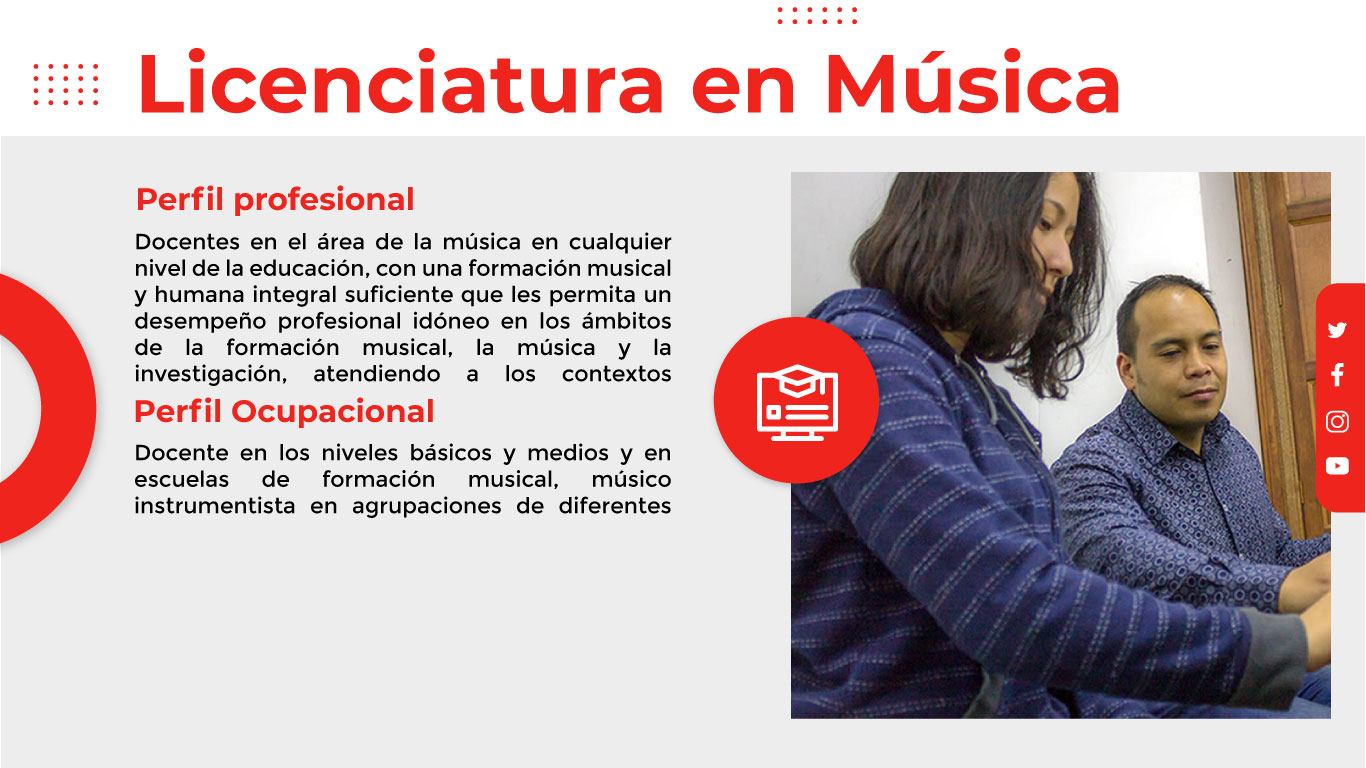 Licenciatura en Música
Perfil profesional
Docentes en el área de la música en cualquier
nivel de la educación, con una formación musical
y humana integral suficiente que les permita un
desempeño profesional idóneo en los ámbitos
de la formación musical, la música y la
investigación, atendiendo a los contextos
Perfil Ocupacional
Docente en los niveles básicos y medios y en
escuelas de formación musical, músico
instrumentista en agrupaciones de diferentes